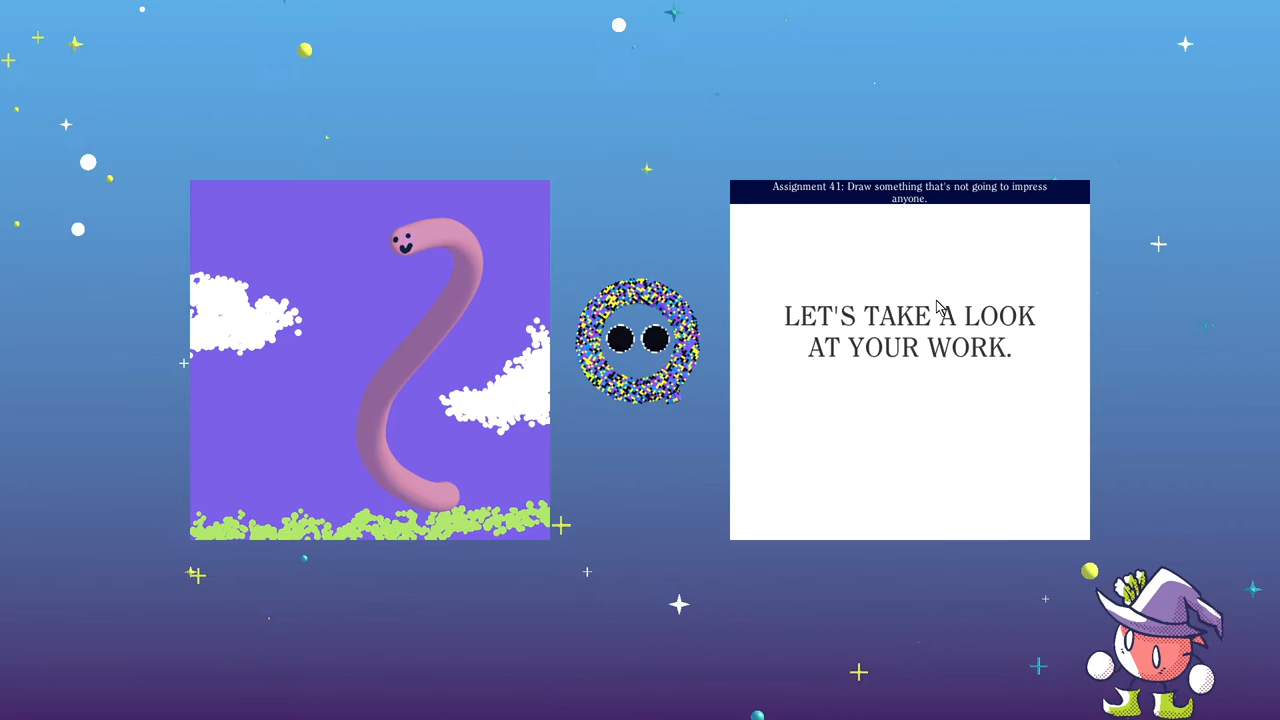 Assignment 41: Draw something that's not going to impress
anyone.
LET'S TAKE A LOOK
AT YOUR WORK.